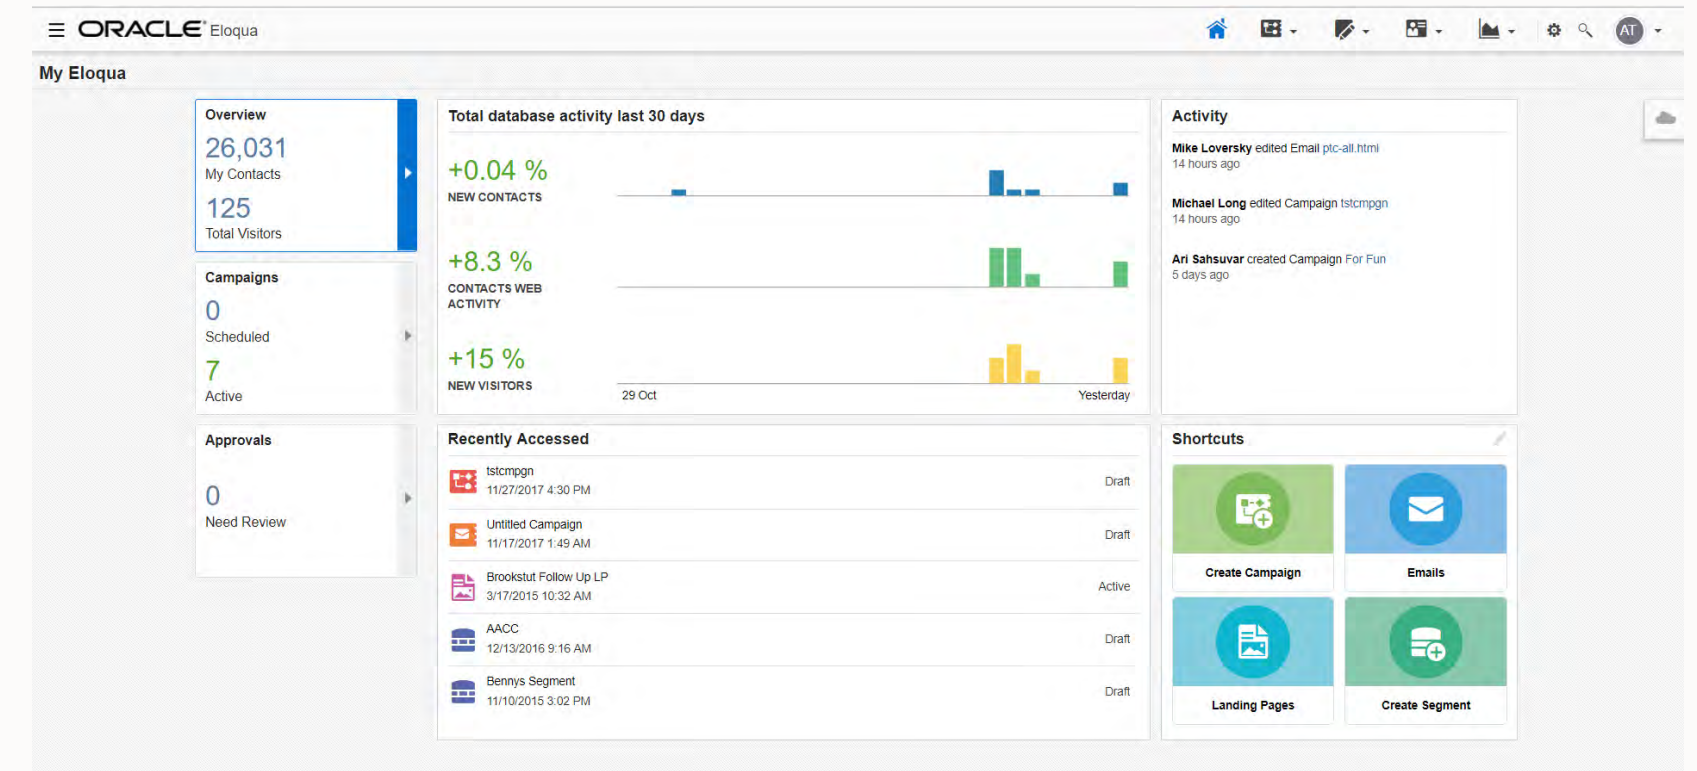 ORACLE Eloqua
AT
My Eloqua
Overview
26,031
My Contacts
125
Total Visitors
Campaigns
0
Scheduled
7
Active
Approvals
0
Need Review
Total database activity last 30 days
+0.04 %
NEW CONTACTS
+8.3 %
CONTACTS WEB
ACTIVITY
+15 %
NEW VISITORS
29 Oct Yesterday
Activity
Mike Loversky edited Email ptc-all.html
14 hours ago
Michael Long edited Campaign tstcmpgn
14 hours ago
Ari Sahsuvar created Campaign For Fun
5 days ago
Recently Accessed
tstcmpgn
11/27/2017 4:30 PM
Draft
Untitled Campaign
11/17/2017 1:49 AM
Draft
Brookstut Follow Up LP
3/17/2015 10:32 AM
Active
AACC
12/13/2016 9:16 AM
Draft
Bennys Segment
11/10/2015 3:02 PM
Draft
Shortcuts
Create Campaign
Emails
Landing Pages
Create Segment